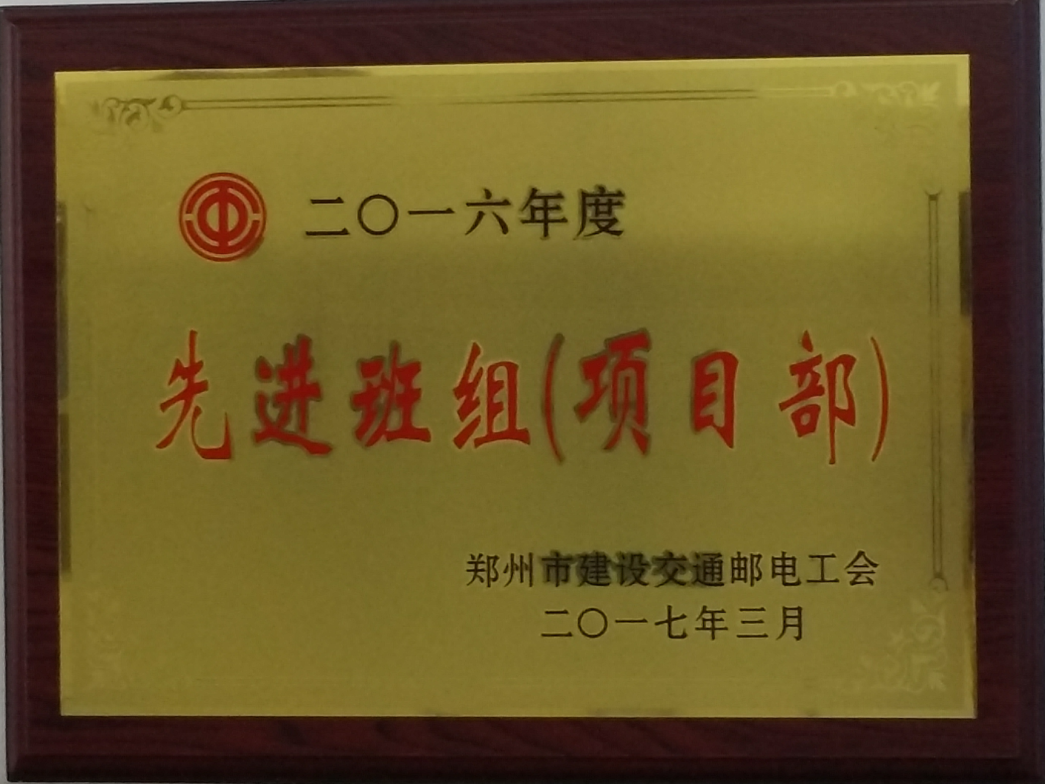 二〇一六年度
先进班组(项目部)
郑州市建设交通邮电工会
二〇一七年三月